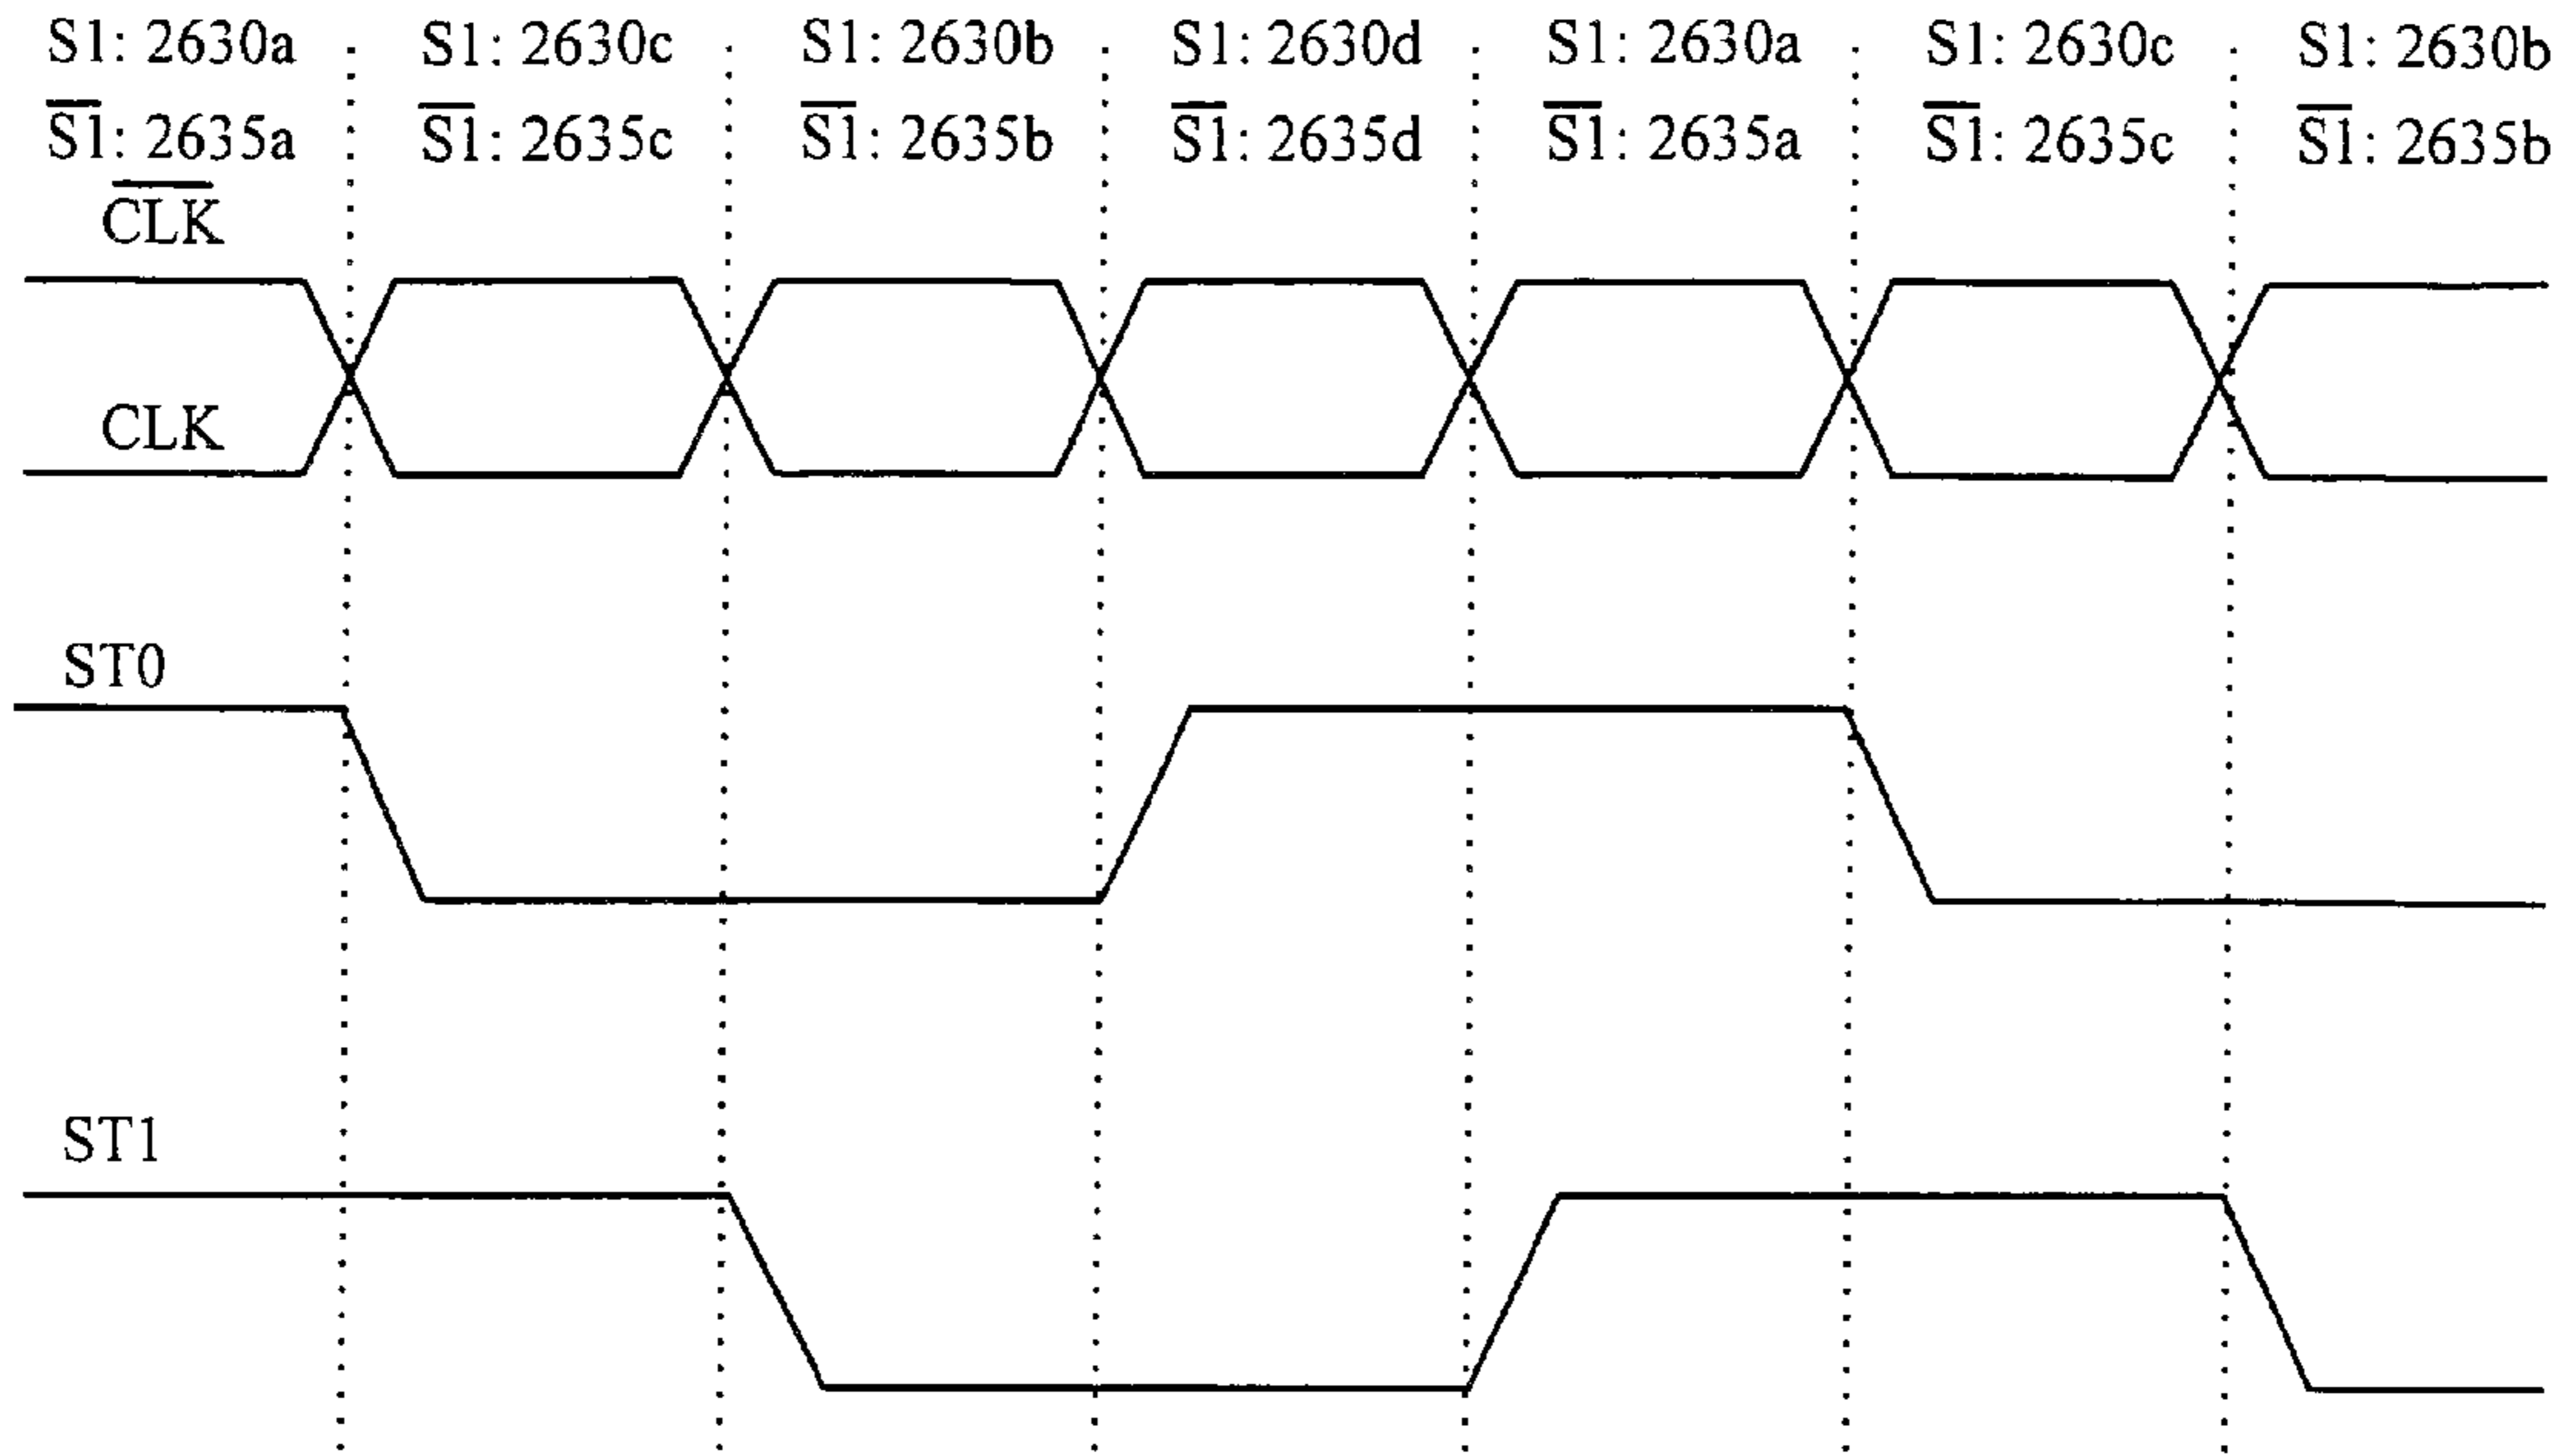 S1: 2630a S1: 2630c S1: 2630b S1: 2630d S1: 2630a S1: 2630c S1: 2630b
S̅1̅: 2635a S̅1̅: 2635c S̅1̅: 2635b S̅1̅: 2635d S̅1̅: 2635a S̅1̅: 2635c S̅1̅: 2635b
C̅L̅K̅
CLK
ST0
ST1